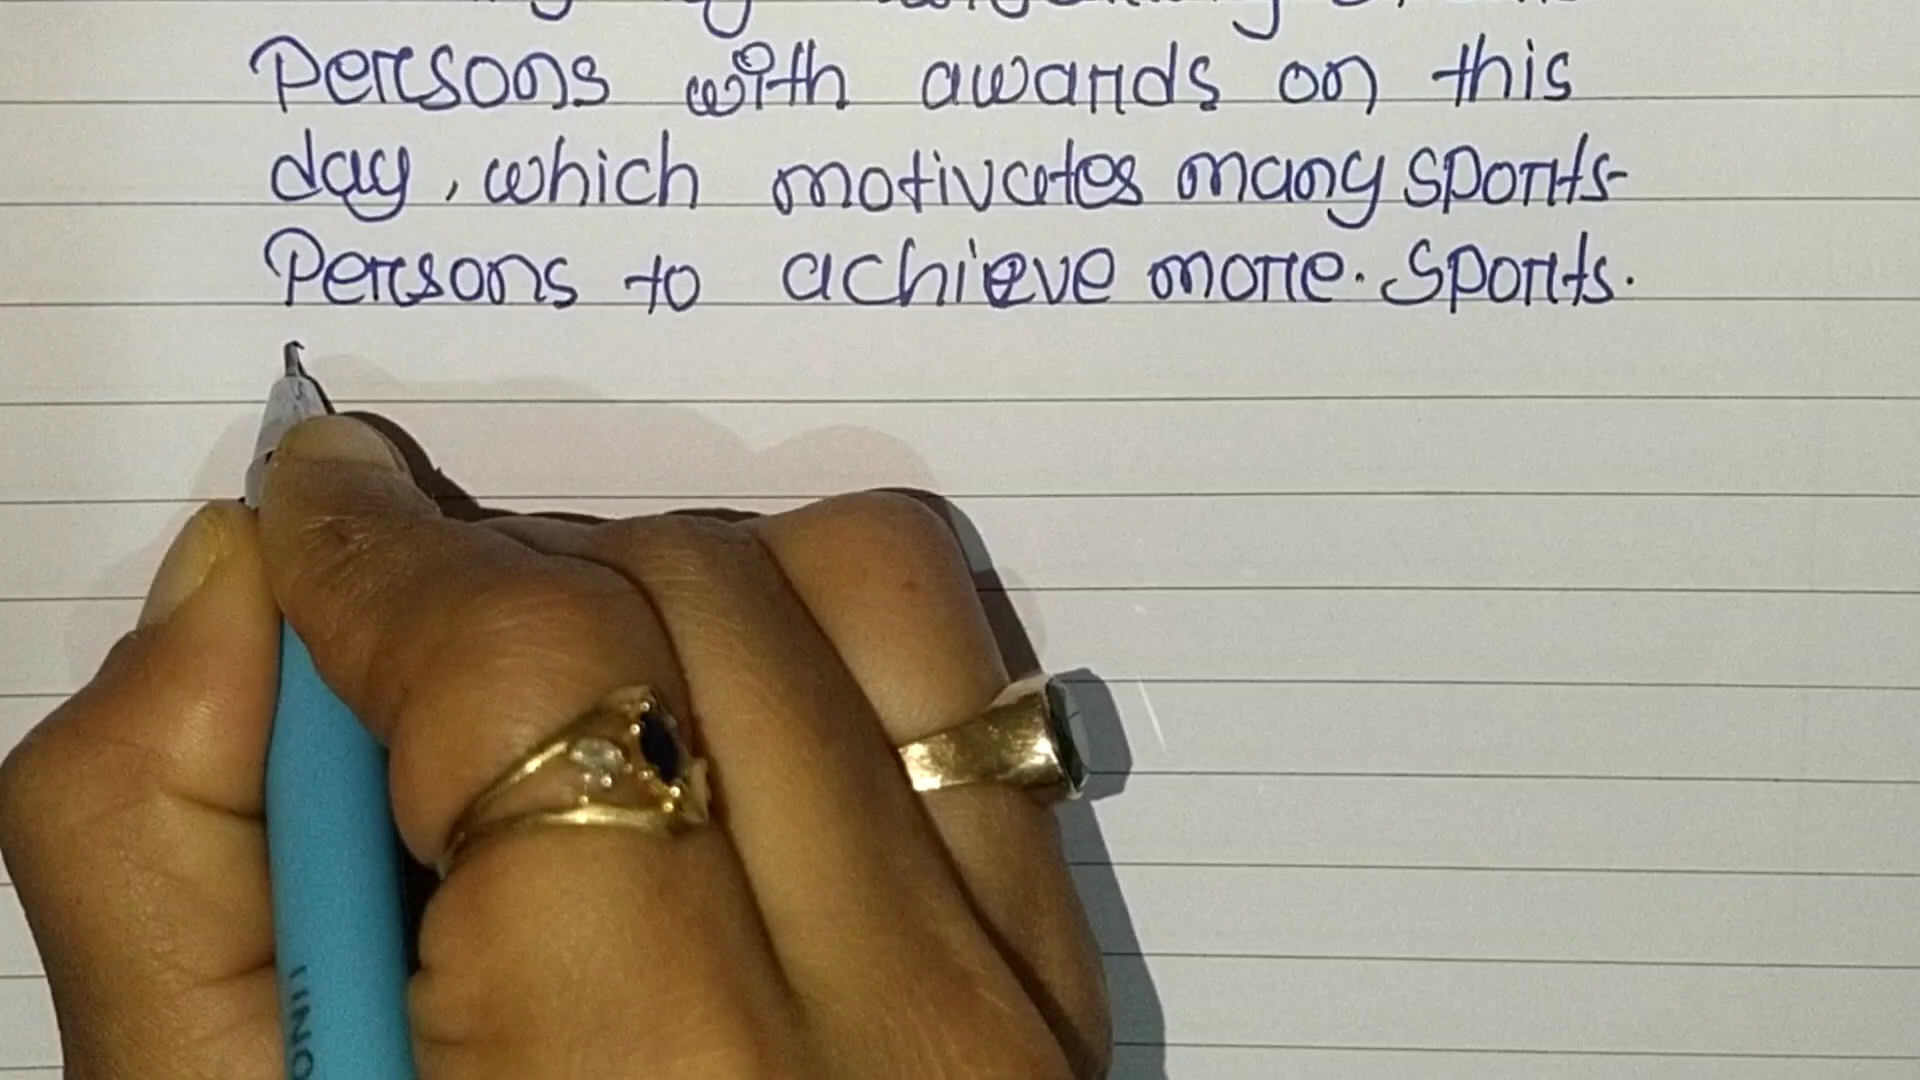 Persons with awards on this
day, which motivates many sports-
Persons to achieve more. Sports.